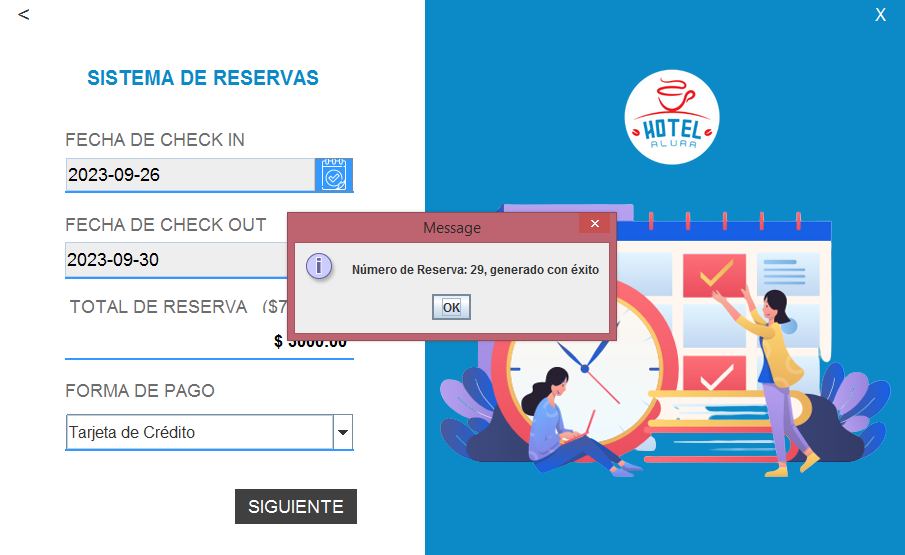 <
X
SISTEMA DE RESERVAS
HOTEL
ALURA
FECHA DE CHECK IN
2023-09-26
FECHA DE CHECK OUT
2023-09-30
Message
x
Número de Reserva: 29, generado con éxito
OK
TOTAL DE RESERVA ($7
$
FORMA DE PAGO
Tarjeta de Crédito
SIGUIENTE